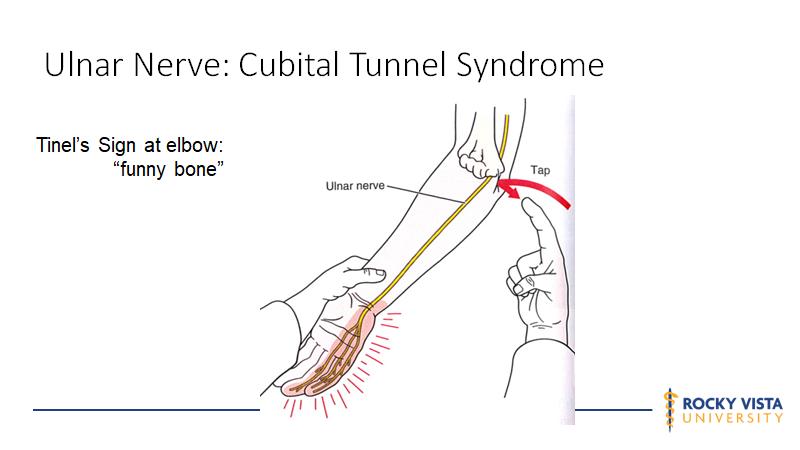 Ulnar Nerve: Cubital Tunnel Syndrome
Tinel's Sign at elbow:
"funny bone"
Tap
Ulnar nerve
ROCKY VISTA
UNIVERSITY